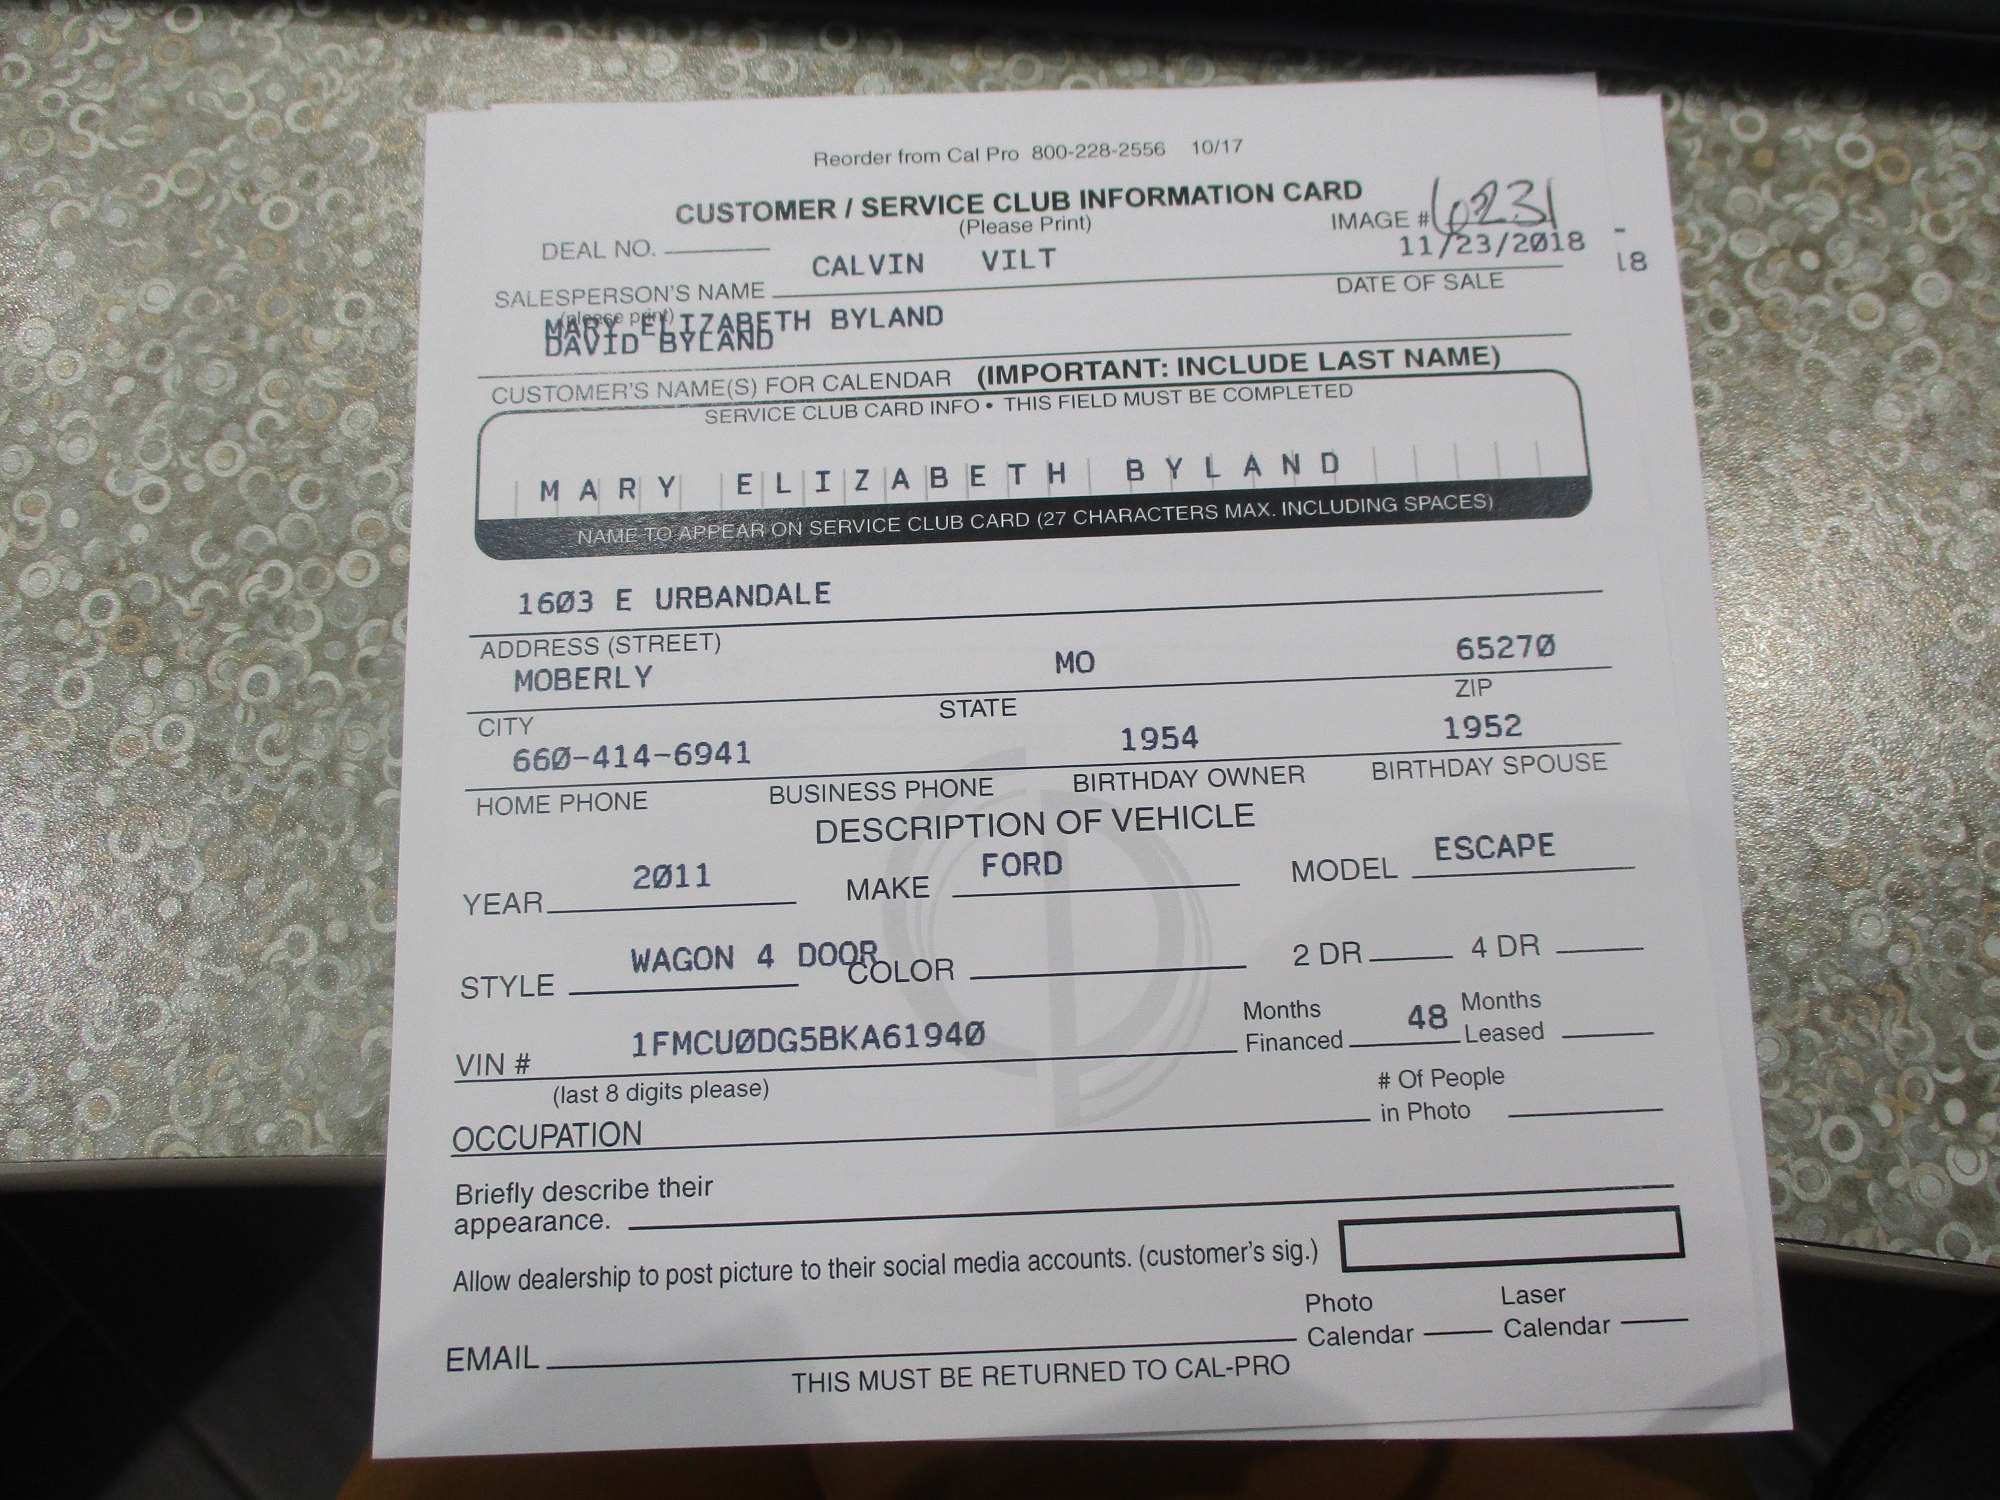 Reorder from Cal Pro 800-228-2556 10/17
CUSTOMER / SERVICE CLUB INFORMATION CARD
(Please Print)
IMAGE # 6231
DEAL NO.
CALVIN VILT 11/23/2018
18
SALESPERSON'S NAME DATE OF SALE
(please print)
MARY ELIZABETH BYLAND
DAVID BYLAND
CUSTOMER'S NAME(S) FOR CALENDAR (IMPORTANT: INCLUDE LAST NAME)
SERVICE CLUB CARD INFO • THIS FIELD MUST BE COMPLETED
MARY ELIZABETH BYLAND
NAME TO APPEAR ON SERVICE CLUB CARD (27 CHARACTERS MAX. INCLUDING SPACES)
1603 E URBANDALE
ADDRESS (STREET)
MOBERLY MO 65270
CITY STATE ZIP
660-414-6941 1954 1952
HOME PHONE BUSINESS PHONE BIRTHDAY OWNER BIRTHDAY SPOUSE
DESCRIPTION OF VEHICLE
YEAR 2011 MAKE FORD MODEL ESCAPE
STYLE WAGON 4 DOOR COLOR 2 DR 4 DR
VIN # 1FMCU0DG5BKA61940 Months Financed 48 Months Leased
(last 8 digits please)
OCCUPATION # Of People in Photo
Briefly describe their
appearance.
Allow dealership to post picture to their social media accounts. (customer's sig.)
EMAIL Photo Calendar Laser Calendar
THIS MUST BE RETURNED TO CAL-PRO